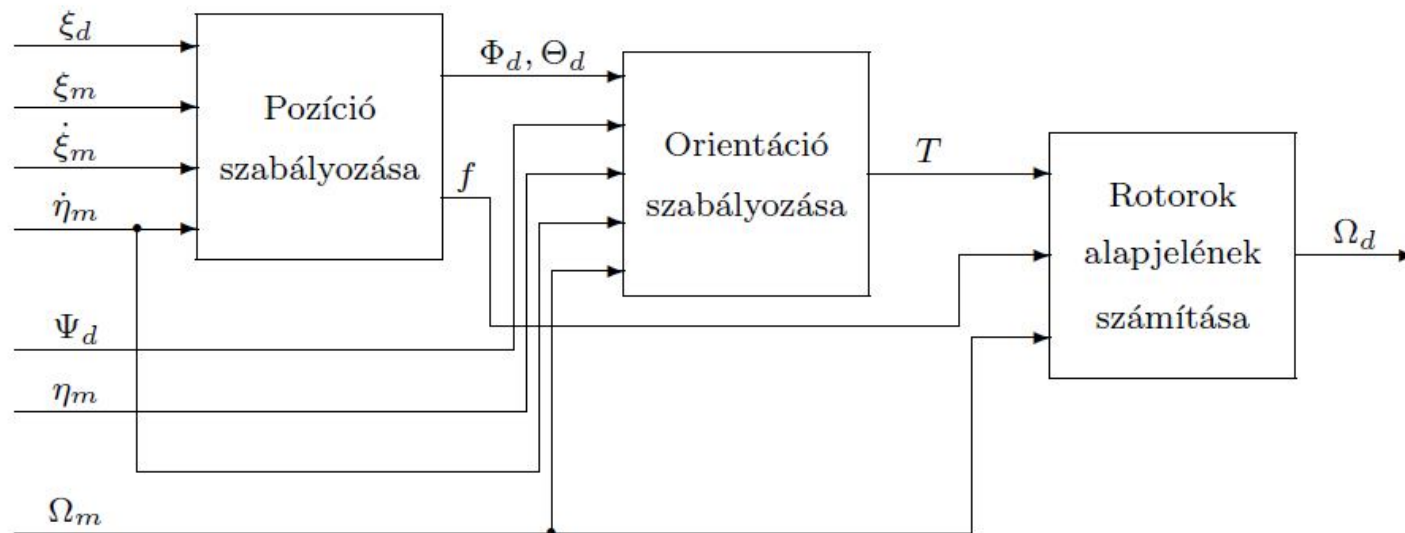 ξ_d
ξ_m
ξ̇_m
η̇_m
Pozíció
szabályozása
Φ_d, Θ_d
f
Ψ_d
η_m
Ω_m
Orientáció
szabályozása
T
Rotorok
alapjelének
számítása
Ω_d